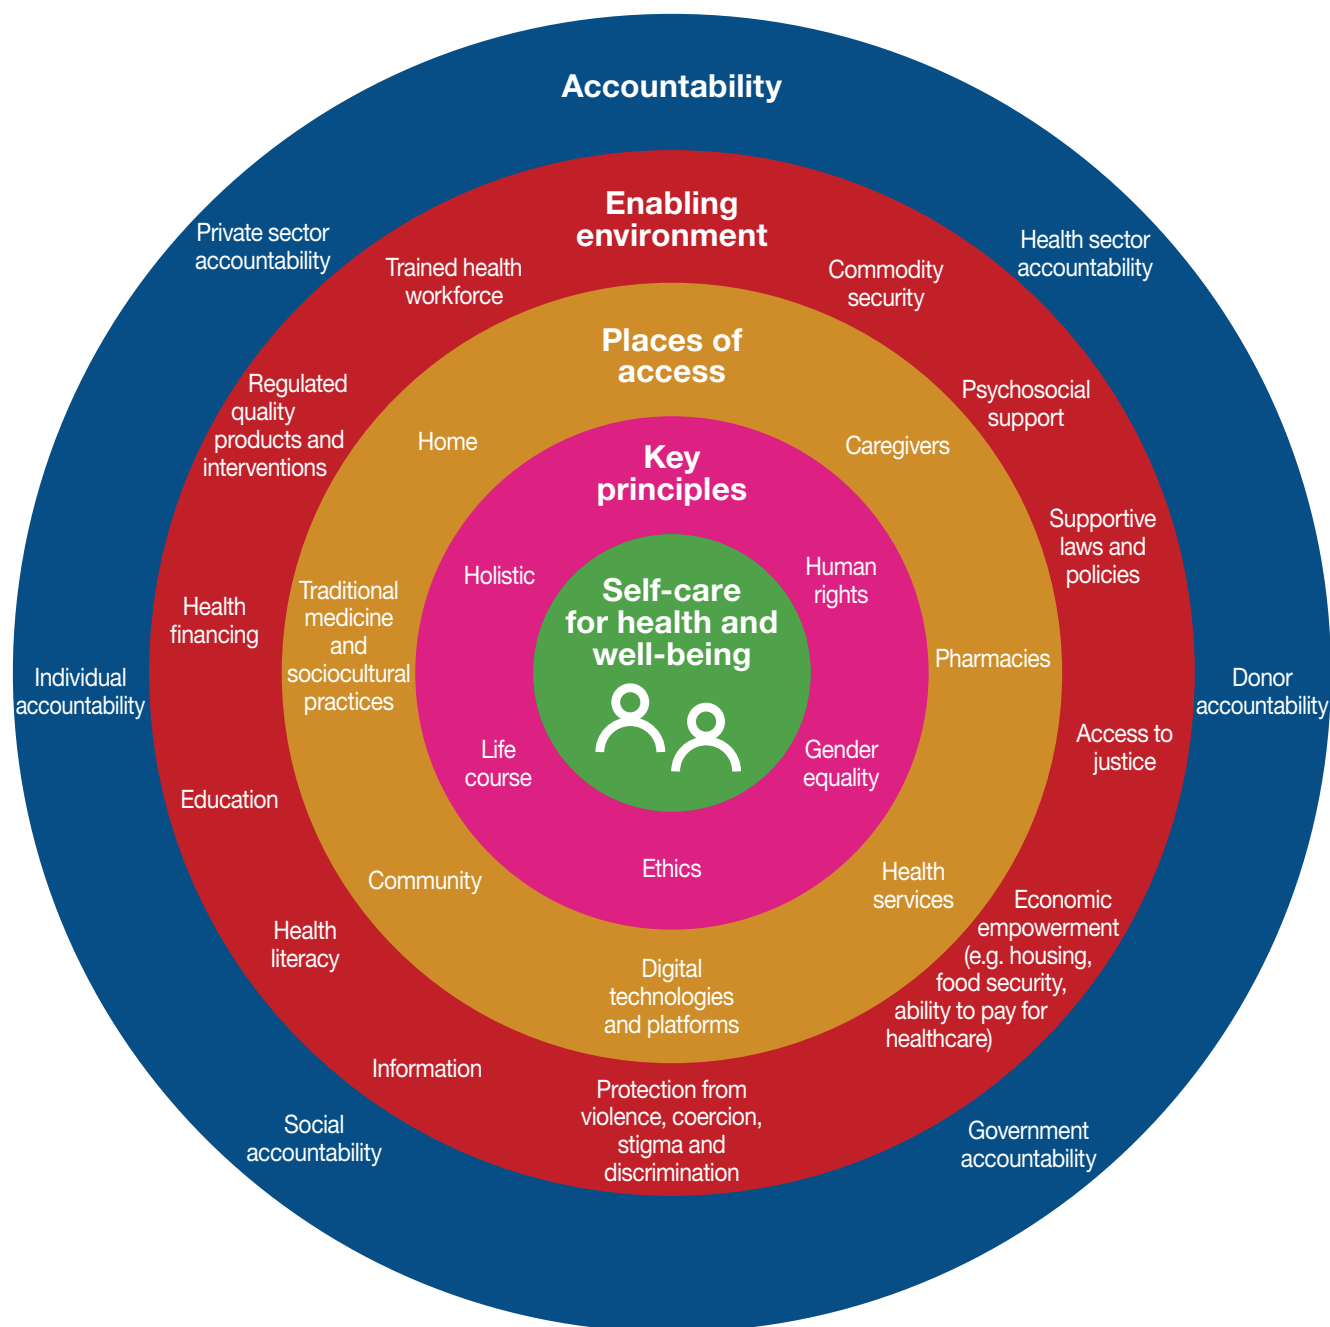 Accountability
Private sector
accountability
Health sector
accountability
Individual
accountability
Donor
accountability
Social
accountability
Government
accountability
Enabling
environment
Trained health
workforce
Commodity
security
Regulated
quality
products and
interventions
Psychosocial
support
Supportive
laws and
policies
Health
financing
Access to
justice
Education
Health
literacy
Economic
empowerment
(e.g. housing,
food security,
ability to pay for
healthcare)
Information
Protection from
violence, coercion,
stigma and
discrimination
Places of
access
Home
Caregivers
Traditional
medicine
and
sociocultural
practices
Pharmacies
Community
Health
services
Digital
technologies
and platforms
Key
principles
Holistic
Human
rights
Life
course
Gender
equality
Ethics
Self-care
for health and
well-being